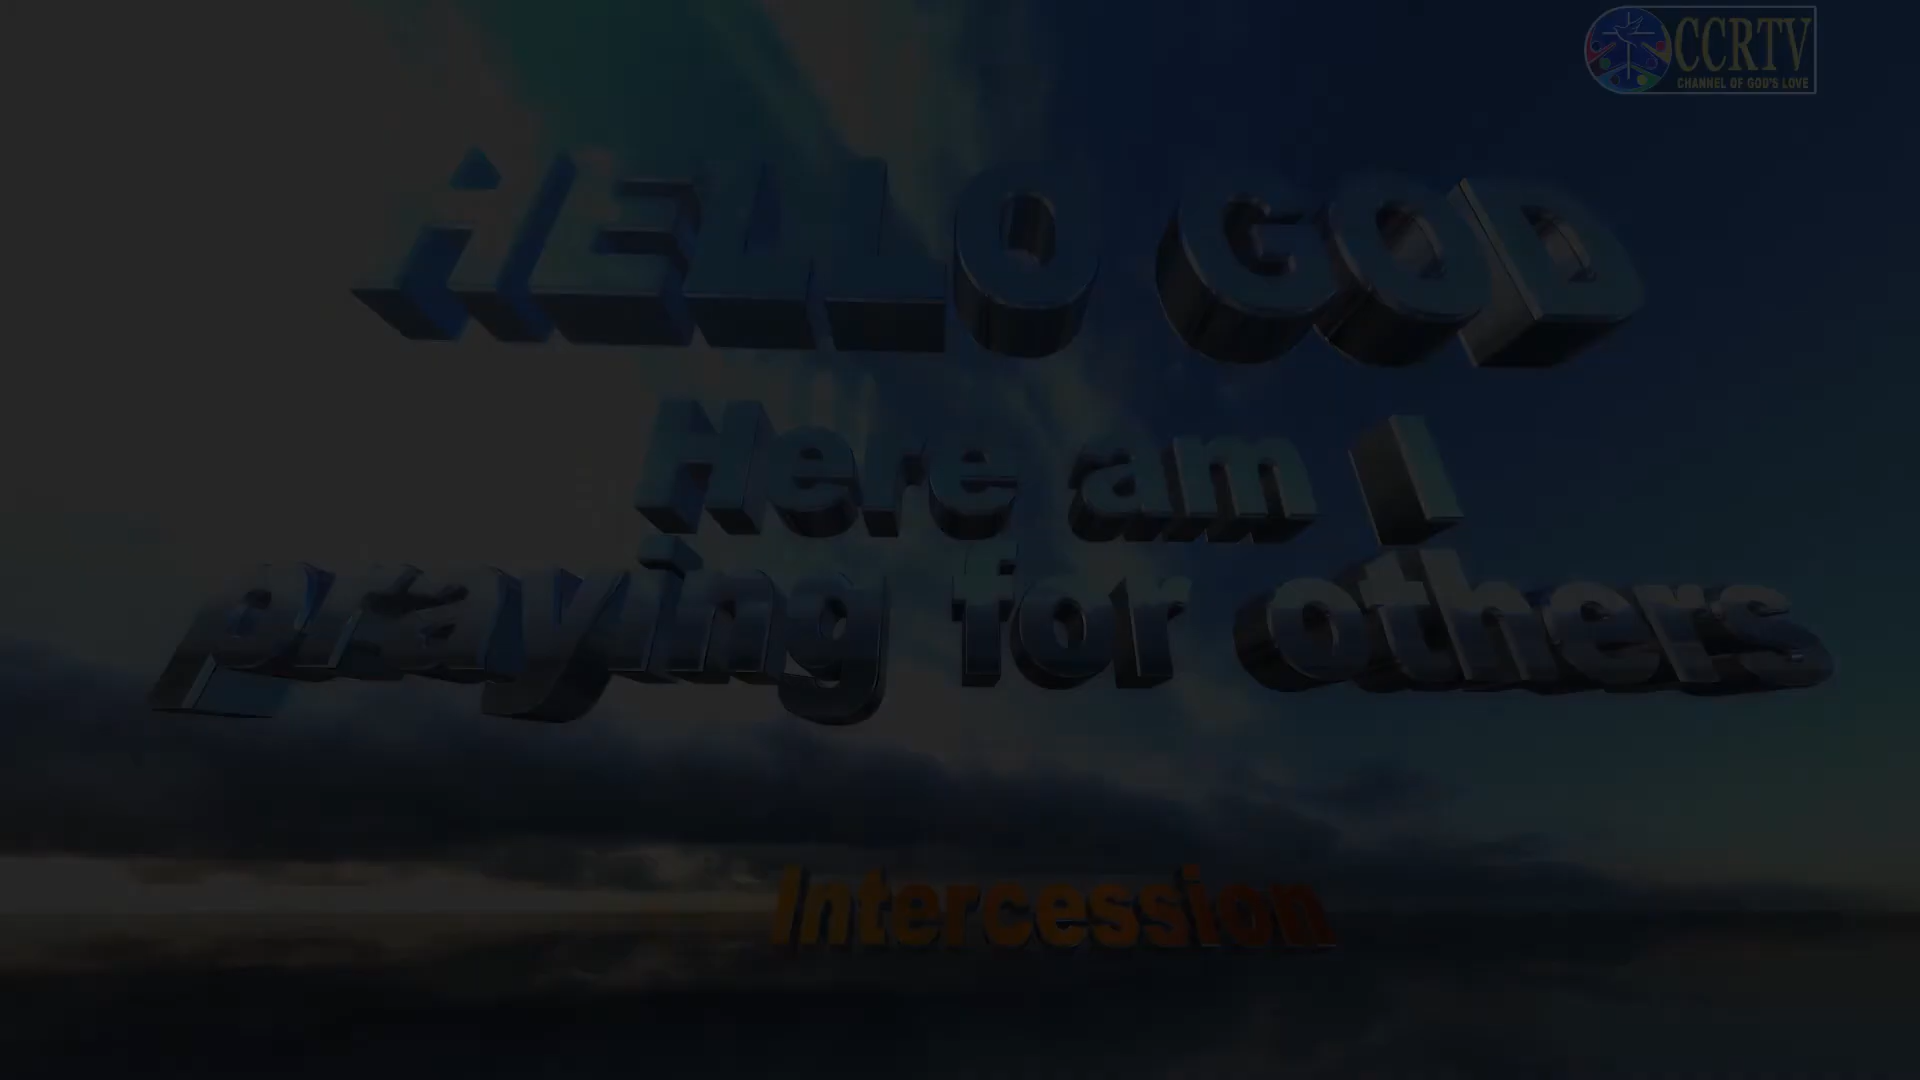 CCRTV
CHANNEL OF GOD'S LOVE
HELLO GOD
Here am I
praying for others
Intercession